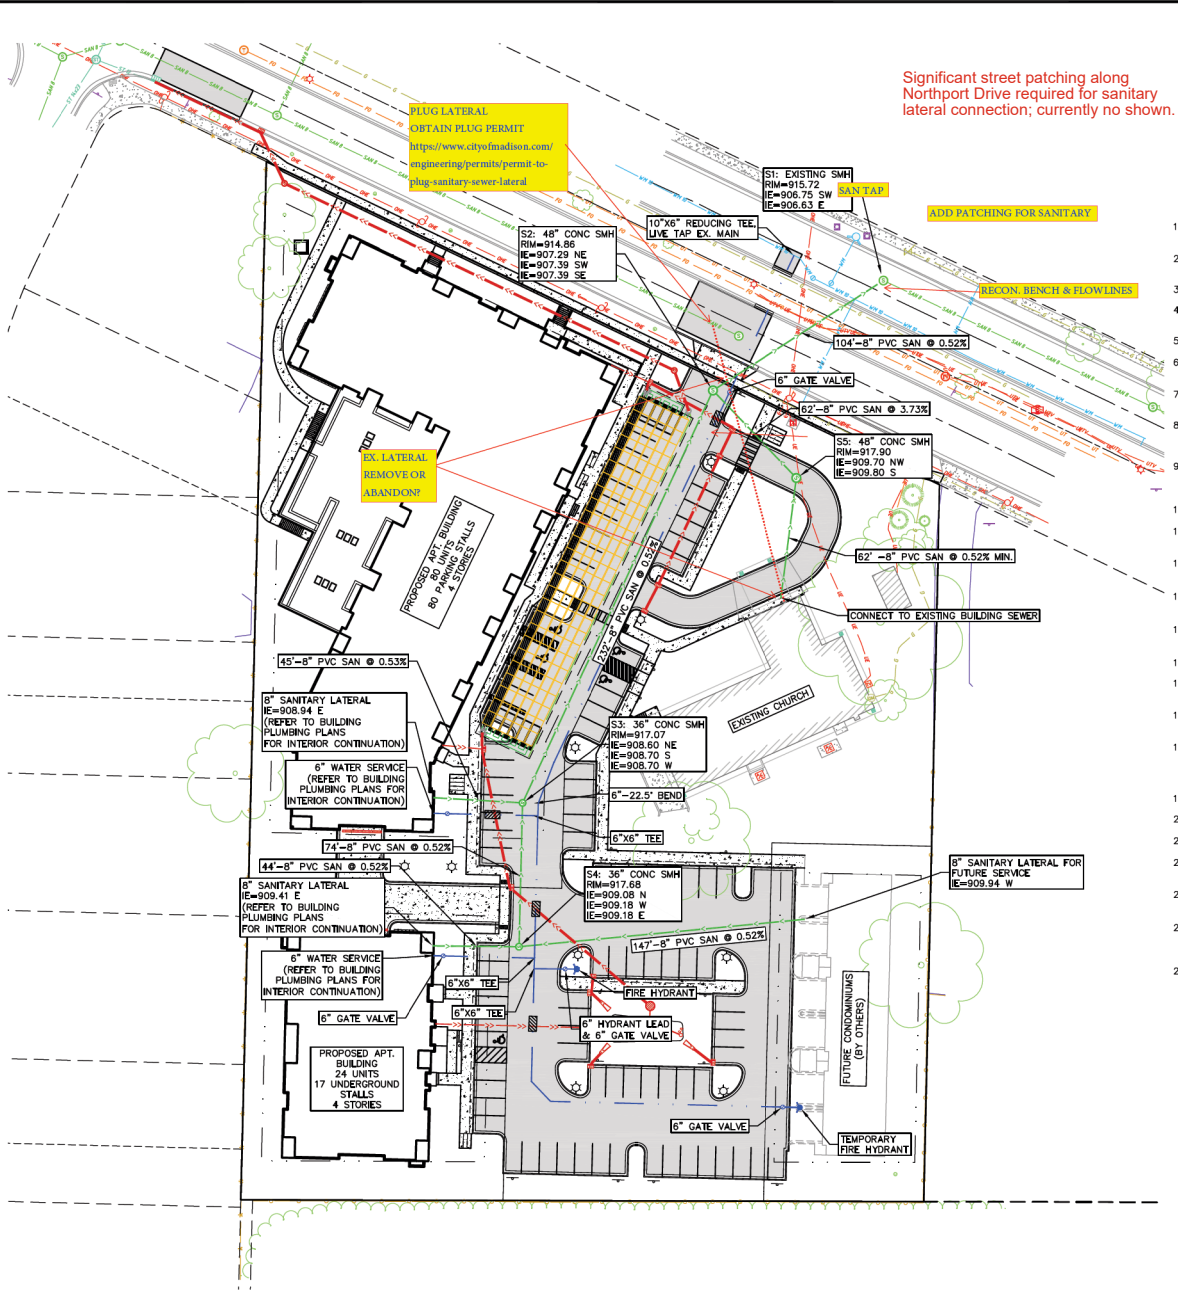 Significant street patching along
Northport Drive required for sanitary
lateral connection; currently no shown.
PLUG LATERAL
OBTAIN PLUG PERMIT
https://www.cityofmadison.com/
engineering/permits/permit-to-
plug-sanitary-sewer-lateral
S1: EXISTING SMH
RIM=915.72
IE=906.75 SW
IE=906.63 E
SAN TAP
ADD PATCHING FOR SANITARY
10"X6" REDUCING TEE,
LIVE TAP EX. MAIN
S2: 48" CONC SMH
RIM=914.86
IE=907.29 NE
IE=907.39 SW
IE=907.39 SE
RECON. BENCH & FLOWLINES
104'-8" PVC SAN @ 0.52%
6" GATE VALVE
62'-8" PVC SAN @ 3.73%
S5: 48" CONC SMH
RIM=917.90
IE=909.70 NW
IE=909.80 S
EX. LATERAL
REMOVE OR
ABANDON?
PROPOSED APT. BUILDING
80 UNITS
80 PARKING STALLS
4 STORIES
232'-8" PVC SAN @ 0.52%
62' -8" PVC SAN @ 0.52% MIN.
CONNECT TO EXISTING BUILDING SEWER
45'-8" PVC SAN @ 0.53%
8" SANITARY LATERAL
IE=908.94 E
(REFER TO BUILDING
PLUMBING PLANS
FOR INTERIOR CONTINUATION)
EXISTING CHURCH
S3: 36" CONC SMH
RIM=917.07
IE=908.60 NE
IE=908.70 S
IE=908.70 W
6" WATER SERVICE
(REFER TO BUILDING
PLUMBING PLANS FOR
INTERIOR CONTINUATION)
6"-22.5° BEND
6"X6" TEE
74'-8" PVC SAN @ 0.52%
44'-8" PVC SAN @ 0.52%
8" SANITARY LATERAL FOR
FUTURE SERVICE
IE=909.94 W
S4: 36" CONC SMH
RIM=917.68
IE=909.08 N
IE=909.18 W
IE=909.18 E
8" SANITARY LATERAL
IE=909.41 E
(REFER TO BUILDING
PLUMBING PLANS
FOR INTERIOR CONTINUATION)
147'-8" PVC SAN @ 0.52%
6" WATER SERVICE
(REFER TO BUILDING
PLUMBING PLANS FOR
INTERIOR CONTINUATION)
6"X6" TEE
FIRE HYDRANT
6"X6" TEE
6" GATE VALVE
6" HYDRANT LEAD
& 6" GATE VALVE
FUTURE CONDOMINIUMS
(BY OTHERS)
PROPOSED APT.
BUILDING
24 UNITS
17 UNDERGROUND
STALLS
4 STORIES
6" GATE VALVE
TEMPORARY
FIRE HYDRANT